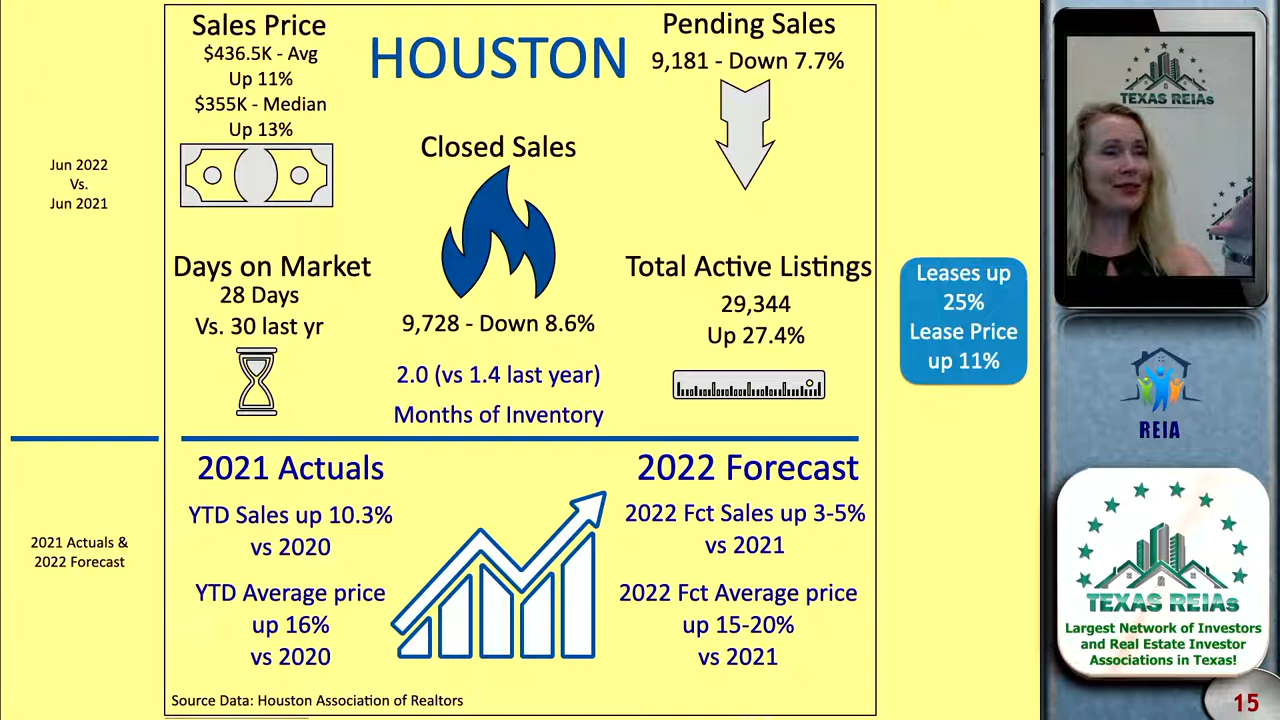 Jun 2022
Vs.
Jun 2021
Sales Price
$436.5K - Avg
Up 11%
$355K - Median
Up 13%
HOUSTON
Pending Sales
9,181 - Down 7.7%
Closed Sales
Days on Market
28 Days
Vs. 30 last yr
9,728 - Down 8.6%
2.0 (vs 1.4 last year)
Months of Inventory
Total Active Listings
29,344
Up 27.4%
Leases up
25%
Lease Price
up 11%
2021 Actuals &
2022 Forecast
2021 Actuals
YTD Sales up 10.3%
vs 2020
YTD Average price
up 16%
vs 2020
2022 Forecast
2022 Fct Sales up 3-5%
vs 2021
2022 Fct Average price
up 15-20%
vs 2021
Source Data: Houston Association of Realtors
TEXAS REIAs
REIA
TEXAS REIAs
Largest Network of Investors
and Real Estate Investor
Associations in Texas!
15